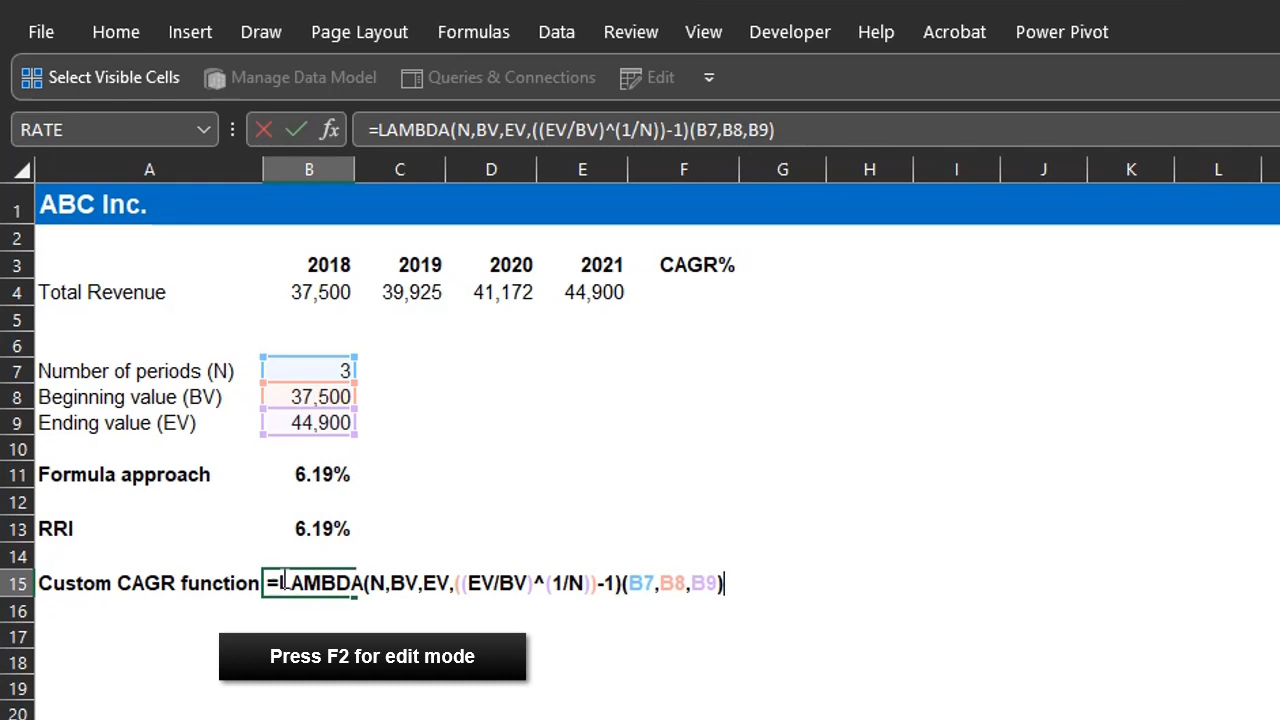 File Home Insert Draw Page Layout Formulas Data Review View Developer Help Acrobat Power Pivot
Select Visible Cells Manage Data Model Queries & Connections Edit
RATE fx =LAMBDA(N,BV,EV,((EV/BV)^(1/N))-1)(B7,B8,B9)
A B C D E F G H I J K L
1 ABC Inc.
2
3 2018 2019 2020 2021 CAGR%
4 Total Revenue 37,500 39,925 41,172 44,900
5
6
7 Number of periods (N) 3
8 Beginning value (BV) 37,500
9 Ending value (EV) 44,900
10
11 Formula approach 6.19%
12
13 RRI 6.19%
14
15 Custom CAGR function =LAMBDA(N,BV,EV,((EV/BV)^(1/N))-1)(B7,B8,B9)
16
17 Press F2 for edit mode
18
19
20